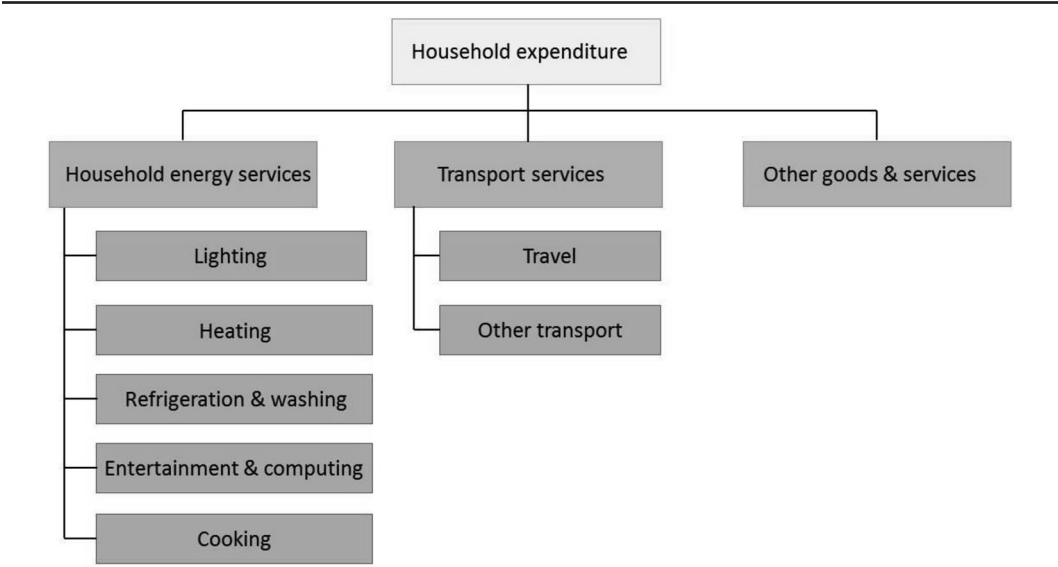 Household expenditure
Household energy services
Transport services
Other goods & services
Lighting
Travel
Heating
Other transport
Refrigeration & washing
Entertainment & computing
Cooking